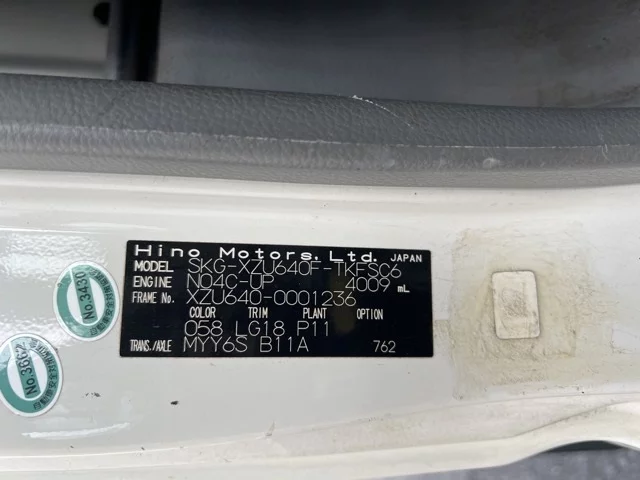 Hino Motors, Ltd. JAPAN
MODEL SKG-XZU640F-TKFSC6
ENGINE N04C-UP 4009 mL
FRAME No. XZU640-0001236
COLOR TRIM PLANT OPTION
058 LG18 P11
TRANS./AXLE MYY6S B11A 762
No.3430
No.3662